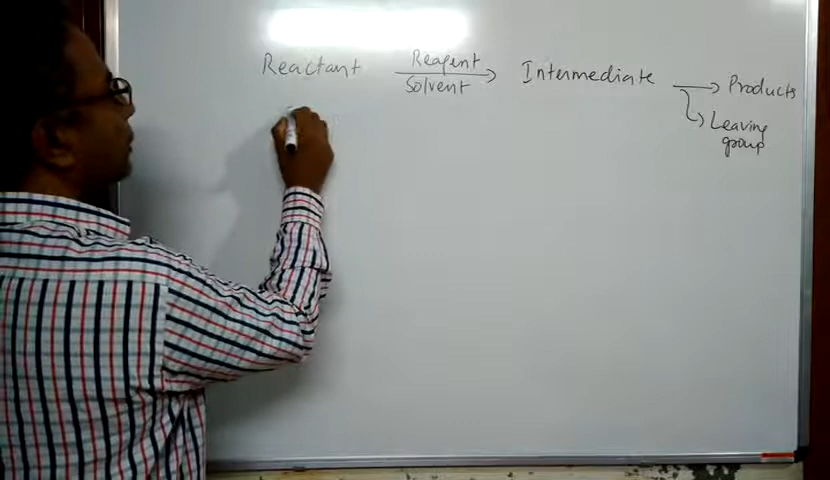 Reactant Reagent Intermediate → Products
Solvent
Leaving
group